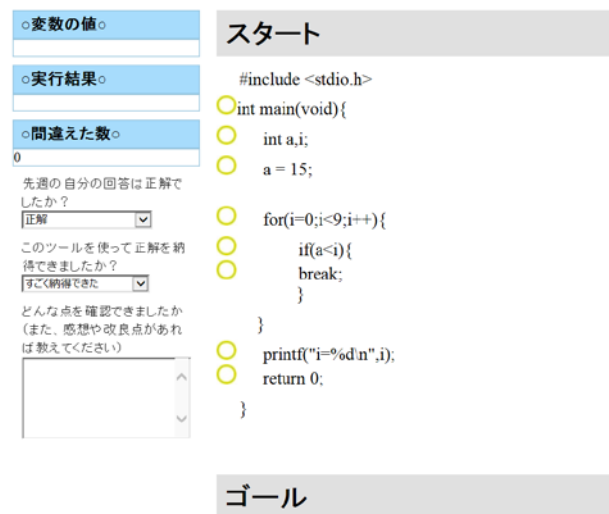 ○変数の値○
○実行結果○
○間違えた数○
0
先週の自分の回答は正解で
したか？
正解
このツールを使って正解を納
得できましたか？
すごく納得できた
どんな点を確認できましたか
(また、感想や改良点があれ
ば教えてください)
スタート
#include <stdio.h>
int main(void){
int a,i;
a = 15;
for(i=0;i<9;i++){
if(a<i){
break;
}
}
printf("i=%d\n",i);
return 0;
}
ゴール